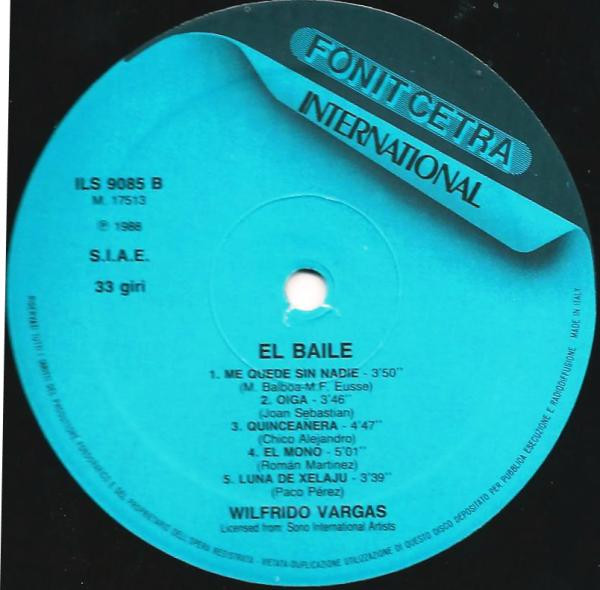 FONIT CETRA
INTERNATIONAL
ILS 9085 B
M. 17513
℗ 1988
S.I.A.E.
33 giri
EL BAILE
1. ME QUEDE SIN NADIE - 3'50''
(M. Balboa-M.F. Eusse)
2. OIGA - 3'46''
(Joan Sebastian)
3. QUINCEAÑERA - 4'47''
(Chico Alejandro)
4. EL MONO - 5'01''
(Román Martinez)
5. LUNA DE XELAJU - 3'39''
(Paco Pérez)
WILFRIDO VARGAS
Licensed from: Sono International Artists
RISERVATI TUTTI I DIRITTI DEL PRODUTTORE FONOGRAFICO E DEL PROPRIETARIO DELL'OPERA REGISTRATA - VIETATA DUPLICAZIONE UTILIZZAZIONE DI QUESTO DISCO DEPOSITATO PER PUBBLICA ESECUZIONE E RADIODIFFUSIONE MADE IN ITALY